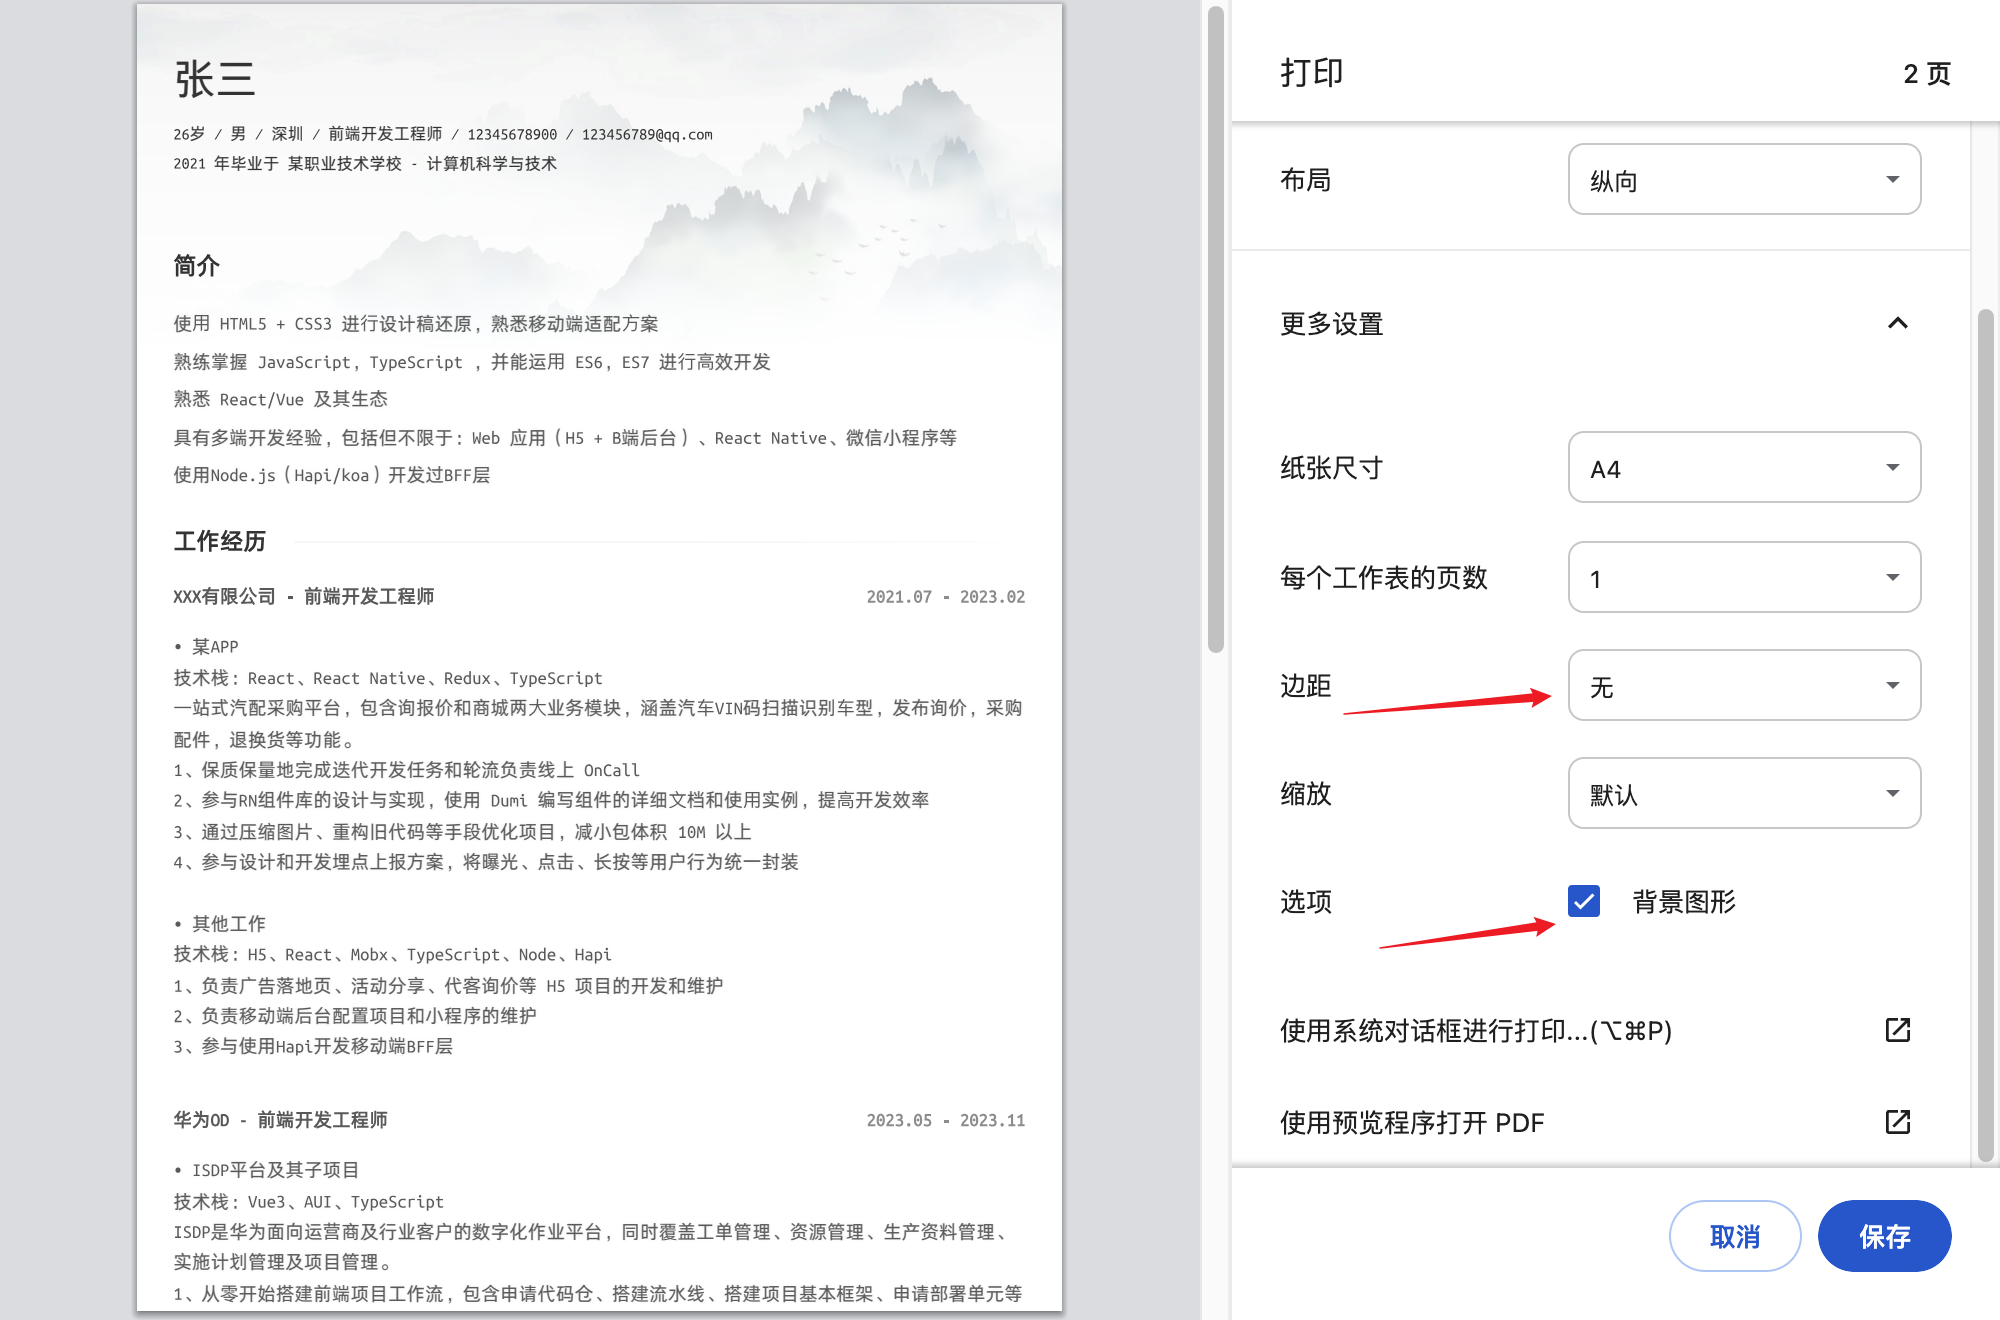 张三
26岁 / 男 / 深圳 / 前端开发工程师 / 12345678900 / 123456789@qq.com
2021 年毕业于 某职业技术学校 - 计算机科学与技术
简介
使用 HTML5 + CSS3 进行设计稿还原，熟悉移动端适配方案
熟练掌握 JavaScript，TypeScript ，并能运用 ES6，ES7 进行高效开发
熟悉 React/Vue 及其生态
具有多端开发经验，包括但不限于：Web 应用（H5 + B端后台）、React Native、微信小程序等
使用Node.js（Hapi/koa）开发过BFF层
工作经历
XXX有限公司 - 前端开发工程师 2021.07 - 2023.02
• 某APP
技术栈：React、React Native、Redux、TypeScript
一站式汽配采购平台，包含询报价和商城两大业务模块，涵盖汽车VIN码扫描识别车型，发布询价，采购
配件，退换货等功能。
1、保质保量地完成迭代开发任务和轮流负责线上 OnCall
2、参与RN组件库的设计与实现，使用 Dumi 编写组件的详细文档和使用实例，提高开发效率
3、通过压缩图片、重构旧代码等手段优化项目，减小包体积 10M 以上
4、参与设计和开发埋点上报方案，将曝光、点击、长按等用户行为统一封装
• 其他工作
技术栈：H5、React、Mobx、TypeScript、Node、Hapi
1、负责广告落地页、活动分享、代客询价等 H5 项目的开发和维护
2、负责移动端后台配置项目和小程序的维护
3、参与使用Hapi开发移动端BFF层
华为OD - 前端开发工程师 2023.05 - 2023.11
• ISDP平台及其子项目
技术栈：Vue3、AUI、TypeScript
ISDP是华为面向运营商及行业客户的数字化作业平台，同时覆盖工单管理、资源管理、生产资料管理、
实施计划管理及项目管理。
1、从零开始搭建前端项目工作流，包含申请代码仓、搭建流水线、搭建项目基本框架、申请部署单元等
打印 2 页
布局 纵向
更多设置
纸张尺寸 A4
每个工作表的页数 1
边距 无
缩放 默认
选项 背景图形
使用系统对话框进行打印...(⌥⌘P)
使用预览程序打开 PDF
取消 保存